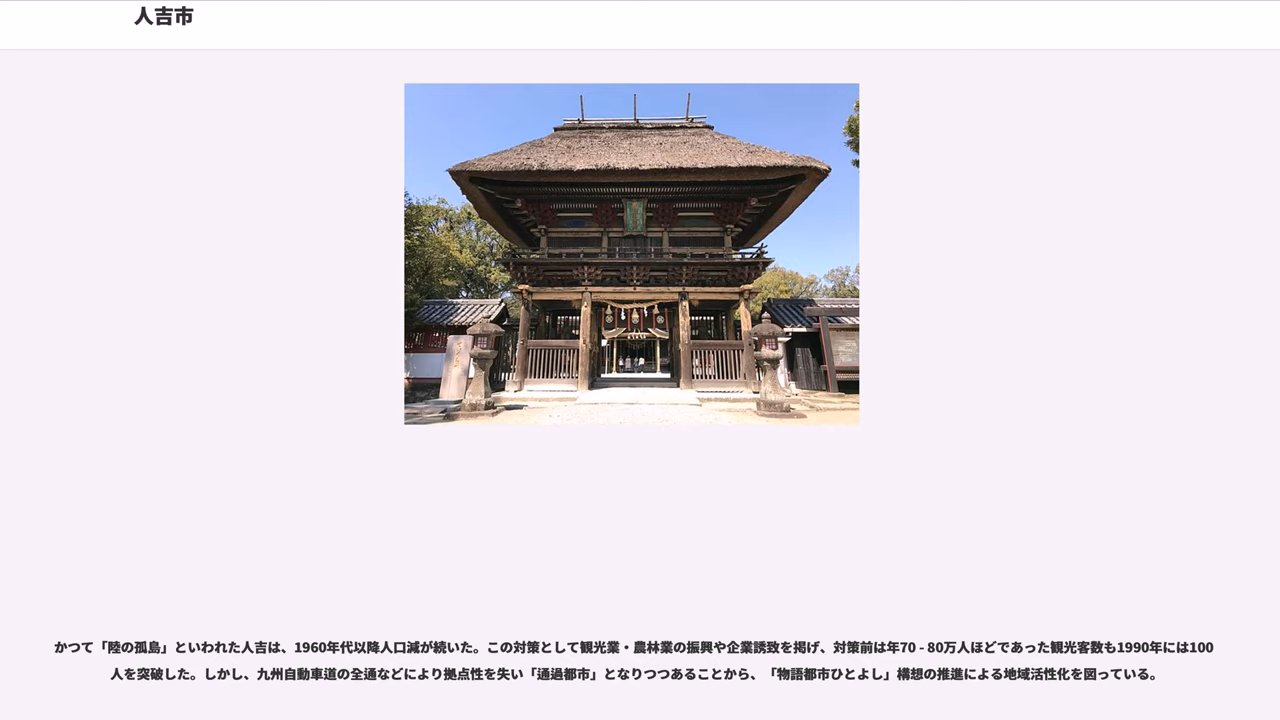 人吉市
かつて「陸の孤島」といわれた人吉は、1960年代以降人口減が続いた。この対策として観光業・農林業の振興や企業誘致を掲げ、対策前は年70 - 80万人ほどであった観光客数も1990年には100
人を突破した。しかし、九州自動車道の全通などにより拠点性を失い「通過都市」となりつつあることから、「物語都市ひとよし」構想の推進による地域活性化を図っている。